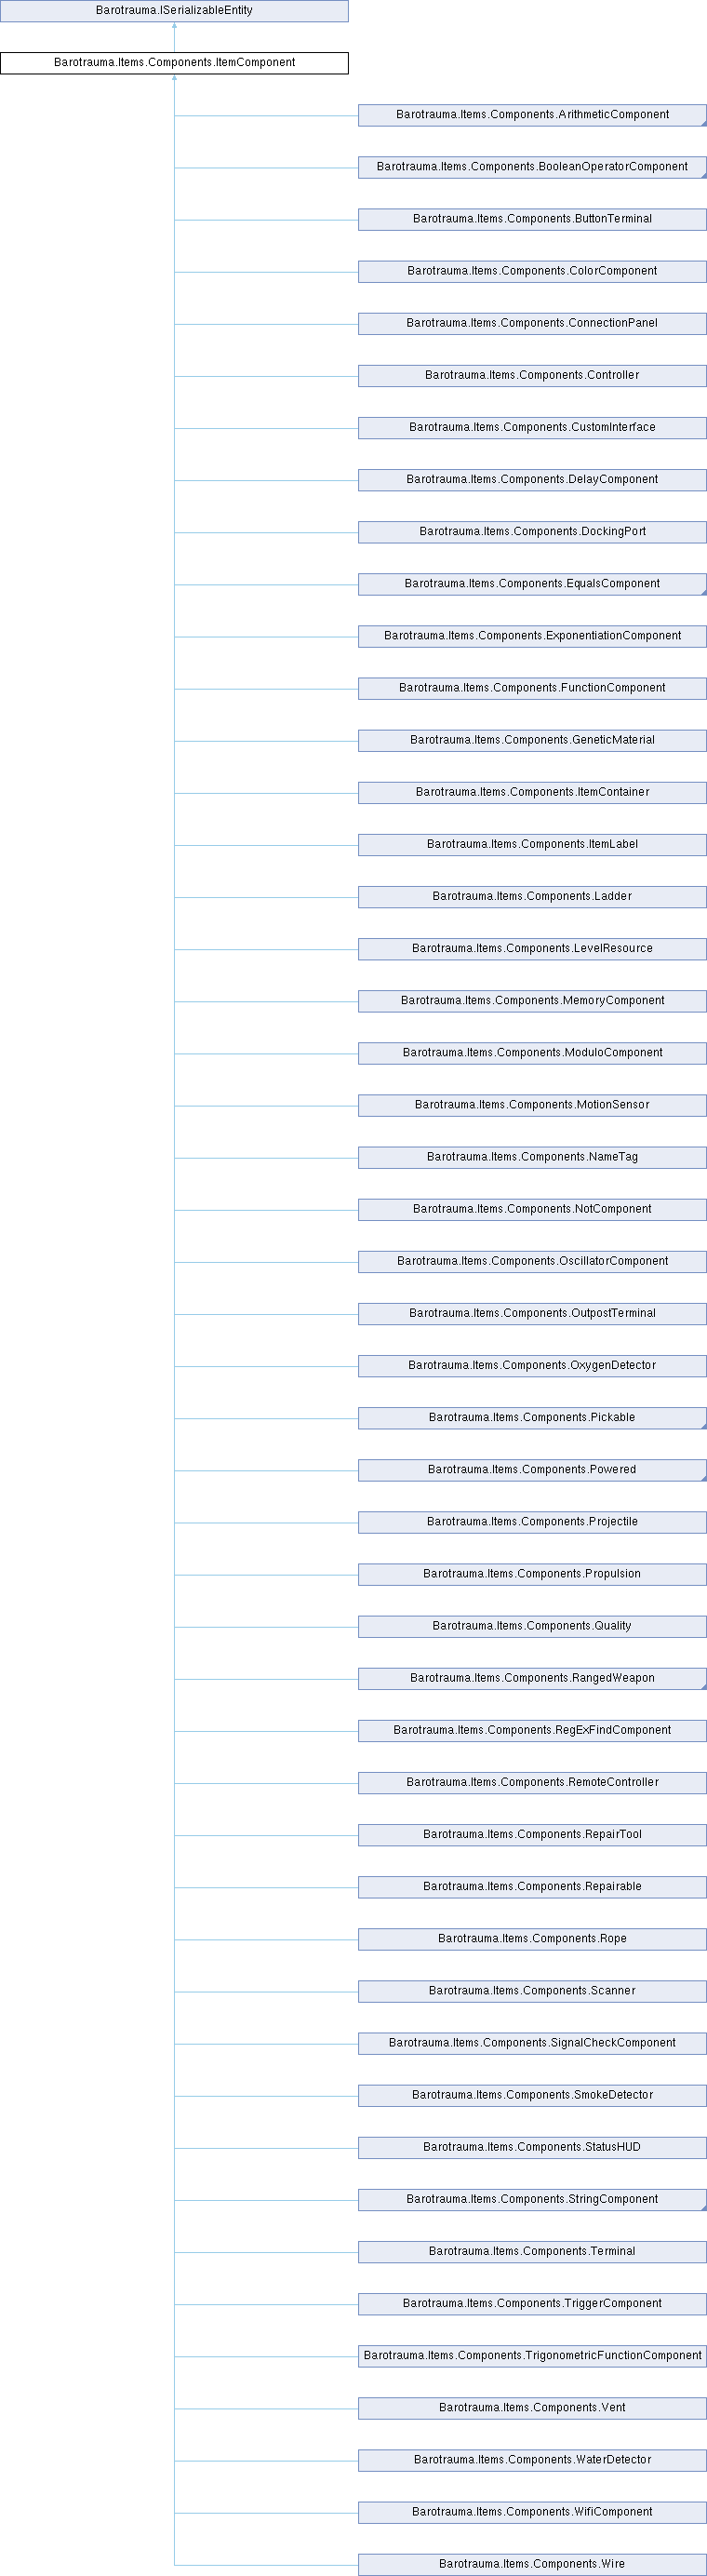 Barotrauma.ISerializableEntity
Barotrauma.Items.Components.ItemComponent
Barotrauma.Items.Components.ArithmeticComponent
Barotrauma.Items.Components.BooleanOperatorComponent
Barotrauma.Items.Components.ButtonTerminal
Barotrauma.Items.Components.ColorComponent
Barotrauma.Items.Components.ConnectionPanel
Barotrauma.Items.Components.Controller
Barotrauma.Items.Components.CustomInterface
Barotrauma.Items.Components.DelayComponent
Barotrauma.Items.Components.DockingPort
Barotrauma.Items.Components.EqualsComponent
Barotrauma.Items.Components.ExponentiationComponent
Barotrauma.Items.Components.FunctionComponent
Barotrauma.Items.Components.GeneticMaterial
Barotrauma.Items.Components.ItemContainer
Barotrauma.Items.Components.ItemLabel
Barotrauma.Items.Components.Ladder
Barotrauma.Items.Components.LevelResource
Barotrauma.Items.Components.MemoryComponent
Barotrauma.Items.Components.ModuloComponent
Barotrauma.Items.Components.MotionSensor
Barotrauma.Items.Components.NameTag
Barotrauma.Items.Components.NotComponent
Barotrauma.Items.Components.OscillatorComponent
Barotrauma.Items.Components.OutpostTerminal
Barotrauma.Items.Components.OxygenDetector
Barotrauma.Items.Components.Pickable
Barotrauma.Items.Components.Powered
Barotrauma.Items.Components.Projectile
Barotrauma.Items.Components.Propulsion
Barotrauma.Items.Components.Quality
Barotrauma.Items.Components.RangedWeapon
Barotrauma.Items.Components.RegExFindComponent
Barotrauma.Items.Components.RemoteController
Barotrauma.Items.Components.RepairTool
Barotrauma.Items.Components.Repairable
Barotrauma.Items.Components.Rope
Barotrauma.Items.Components.Scanner
Barotrauma.Items.Components.SignalCheckComponent
Barotrauma.Items.Components.SmokeDetector
Barotrauma.Items.Components.StatusHUD
Barotrauma.Items.Components.StringComponent
Barotrauma.Items.Components.Terminal
Barotrauma.Items.Components.TriggerComponent
Barotrauma.Items.Components.TrigonometricFunctionComponent
Barotrauma.Items.Components.Vent
Barotrauma.Items.Components.WaterDetector
Barotrauma.Items.Components.WifiComponent
Barotrauma.Items.Components.Wire